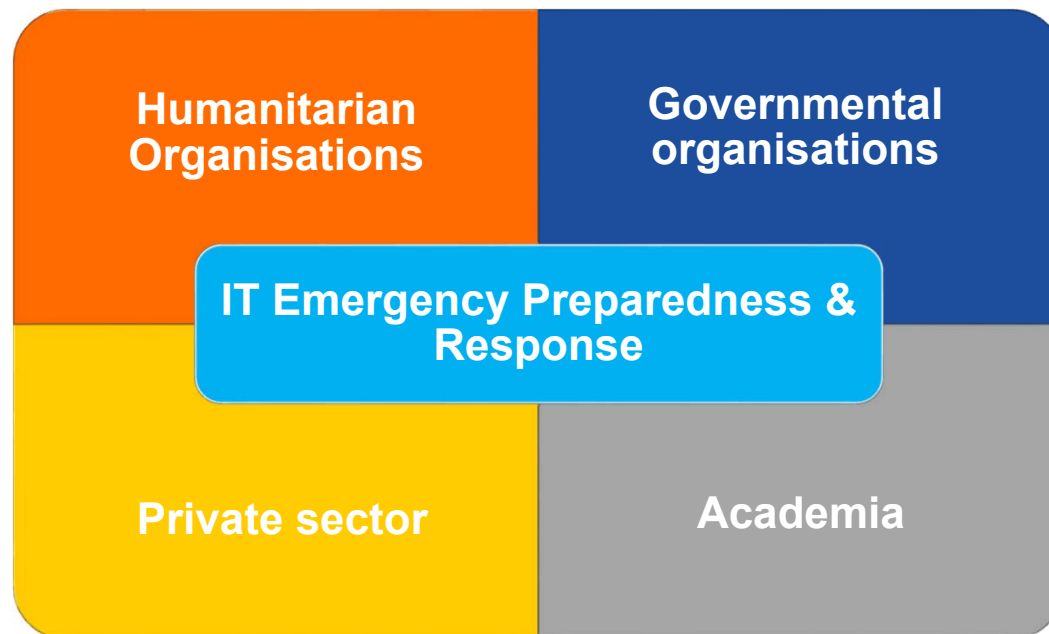 Humanitarian
Organisations
Governmental
organisations
IT Emergency Preparedness &
Response
Private sector
Academia